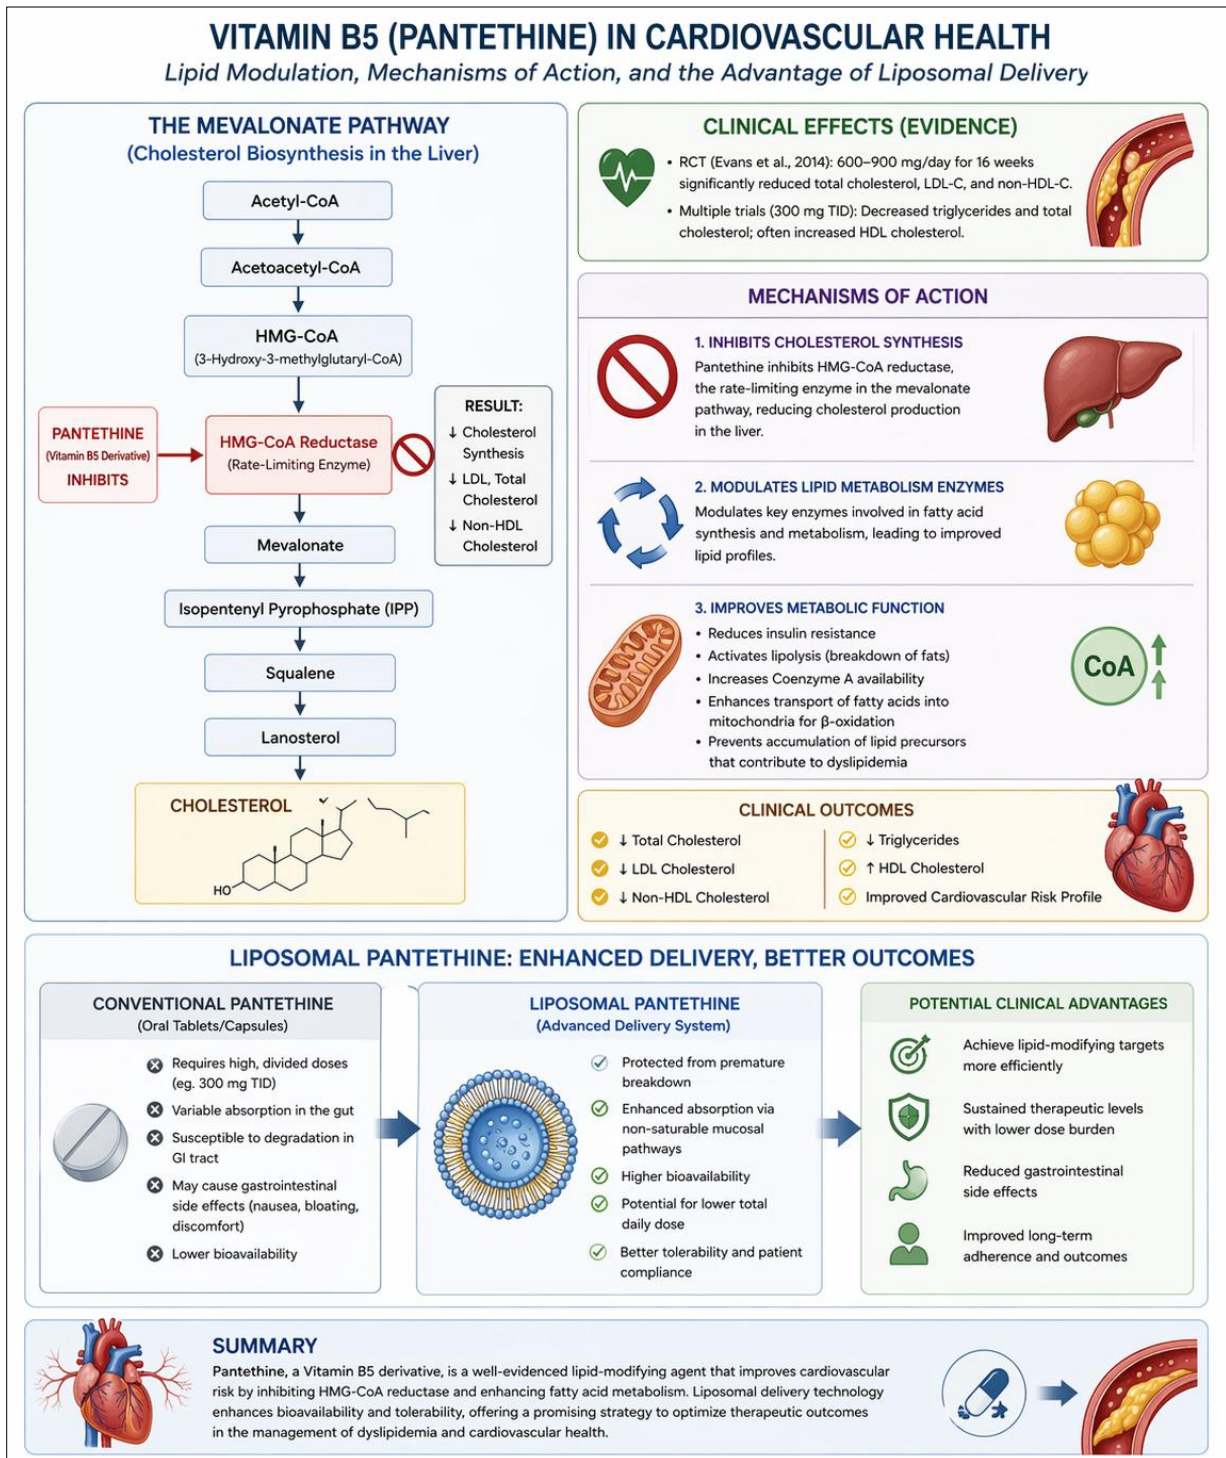 VITAMIN B5 (PANTETHINE) IN CARDIOVASCULAR HEALTH
Lipid Modulation, Mechanisms of Action, and the Advantage of Liposomal Delivery
THE MEVALONATE PATHWAY
(Cholesterol Biosynthesis in the Liver)
Acetyl-CoA
Acetoacetyl-CoA
HMG-CoA
(3-Hydroxy-3-methylglutaryl-CoA)
PANTETHINE
(Vitamin B5 Derivative)
INHIBITS
HMG-CoA Reductase
(Rate-Limiting Enzyme)
RESULT:
↓ Cholesterol
Synthesis
↓ LDL, Total
Cholesterol
↓ Non-HDL
Cholesterol
Mevalonate
Isopentenyl Pyrophosphate (IPP)
Squalene
Lanosterol
CHOLESTEROL
HO
CLINICAL EFFECTS (EVIDENCE)
• RCT (Evans et al., 2014): 600–900 mg/day for 16 weeks
significantly reduced total cholesterol, LDL-C, and non-HDL-C.
• Multiple trials (300 mg TID): Decreased triglycerides and total
cholesterol; often increased HDL cholesterol.
MECHANISMS OF ACTION
1. INHIBITS CHOLESTEROL SYNTHESIS
Pantethine inhibits HMG-CoA reductase,
the rate-limiting enzyme in the mevalonate
pathway, reducing cholesterol production
in the liver.
2. MODULATES LIPID METABOLISM ENZYMES
Modulates key enzymes involved in fatty acid
synthesis and metabolism, leading to improved
lipid profiles.
3. IMPROVES METABOLIC FUNCTION
• Reduces insulin resistance
• Activates lipolysis (breakdown of fats)
• Increases Coenzyme A availability
• Enhances transport of fatty acids into
mitochondria for β-oxidation
• Prevents accumulation of lipid precursors
that contribute to dyslipidemia
CoA
CLINICAL OUTCOMES
↓ Total Cholesterol
↓ LDL Cholesterol
↓ Non-HDL Cholesterol
↓ Triglycerides
↑ HDL Cholesterol
Improved Cardiovascular Risk Profile
LIPOSOMAL PANTETHINE: ENHANCED DELIVERY, BETTER OUTCOMES
CONVENTIONAL PANTETHINE
(Oral Tablets/Capsules)
Requires high, divided doses
(eg. 300 mg TID)
Variable absorption in the gut
Susceptible to degradation in
GI tract
May cause gastrointestinal
side effects (nausea, bloating,
discomfort)
Lower bioavailability
LIPOSOMAL PANTETHINE
(Advanced Delivery System)
Protected from premature
breakdown
Enhanced absorption via
non-saturable mucosal
pathways
Higher bioavailability
Potential for lower total
daily dose
Better tolerability and patient
compliance
POTENTIAL CLINICAL ADVANTAGES
Achieve lipid-modifying targets
more efficiently
Sustained therapeutic levels
with lower dose burden
Reduced gastrointestinal
side effects
Improved long-term
adherence and outcomes
SUMMARY
Pantethine, a Vitamin B5 derivative, is a well-evidenced lipid-modifying agent that improves cardiovascular
risk by inhibiting HMG-CoA reductase and enhancing fatty acid metabolism. Liposomal delivery technology
enhances bioavailability and tolerability, offering a promising strategy to optimize therapeutic outcomes
in the management of dyslipidemia and cardiovascular health.